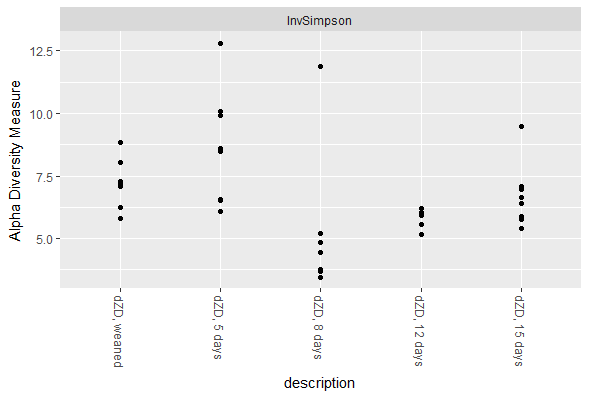 InvSimpson
Alpha Diversity Measure
12.5
10.0
7.5
5.0
dZD, weaned
dZD, 5 days
dZD, 8 days
dZD, 12 days
dZD, 15 days
description